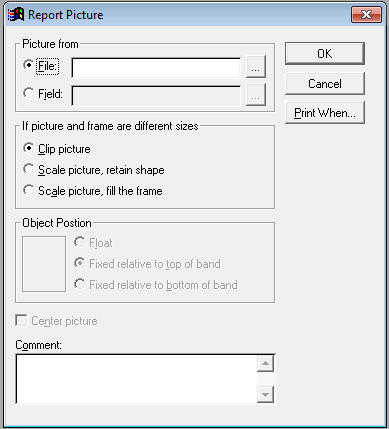 Report Picture
Picture from
File:
...
Field:
...
OK
Cancel
Print When...
If picture and frame are different sizes
Clip picture
Scale picture, retain shape
Scale picture, fill the frame
Object Postion
Float
Fixed relative to top of band
Fixed relative to bottom of band
Center picture
Comment: